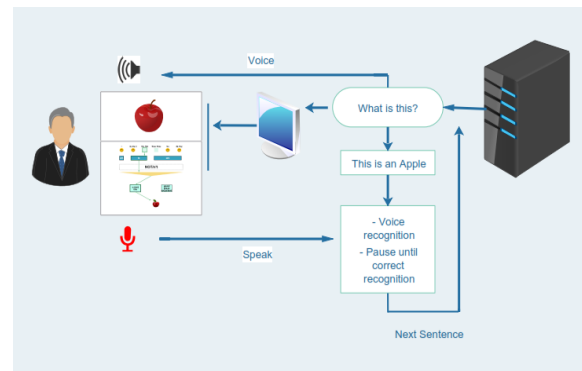 Voice
What is this?
This is an Apple
- Voice
recognition
- Pause until
correct
recognition
Speak
Next Sentence